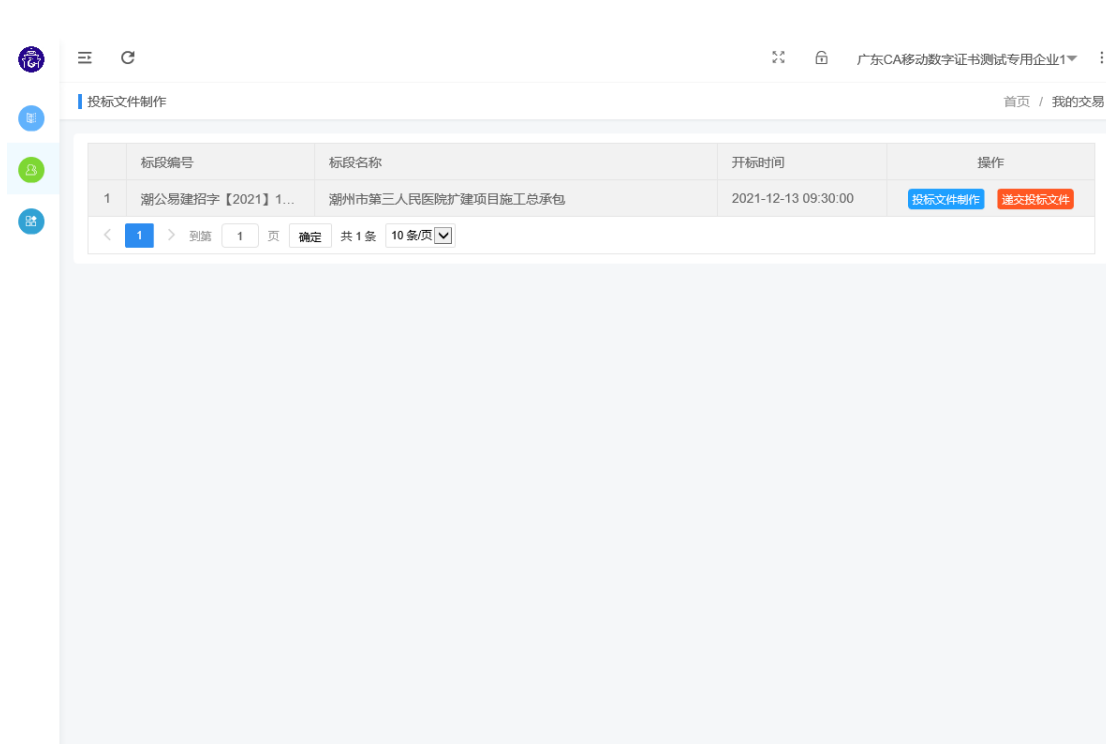 广东CA移动数字证书测试专用企业1
投标文件制作 首页 / 我的交易
标段编号 标段名称 开标时间 操作
1 潮公易建招字【2021】1... 潮州市第三人民医院扩建项目施工总承包 2021-12-13 09:30:00 投标文件制作 递交投标文件
1 到第 1 页 确定 共 1 条 10 条/页